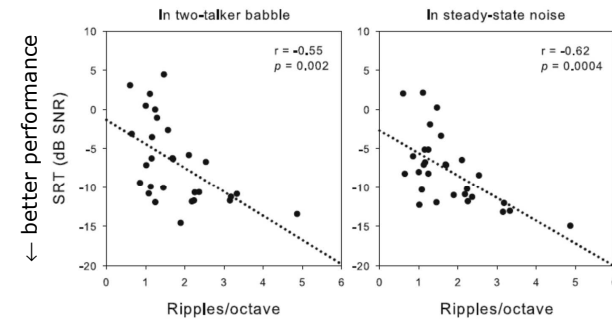 In two-talker babble
In steady-state noise
← better performance
SRT (dB SNR)
10
5
0
-5
-10
-15
-20
r = -0.55
p = 0.002
0 1 2 3 4 5 6
Ripples/octave
10
5
0
-5
-10
-15
-20
r = -0.62
p = 0.0004
0 1 2 3 4 5 6
Ripples/octave